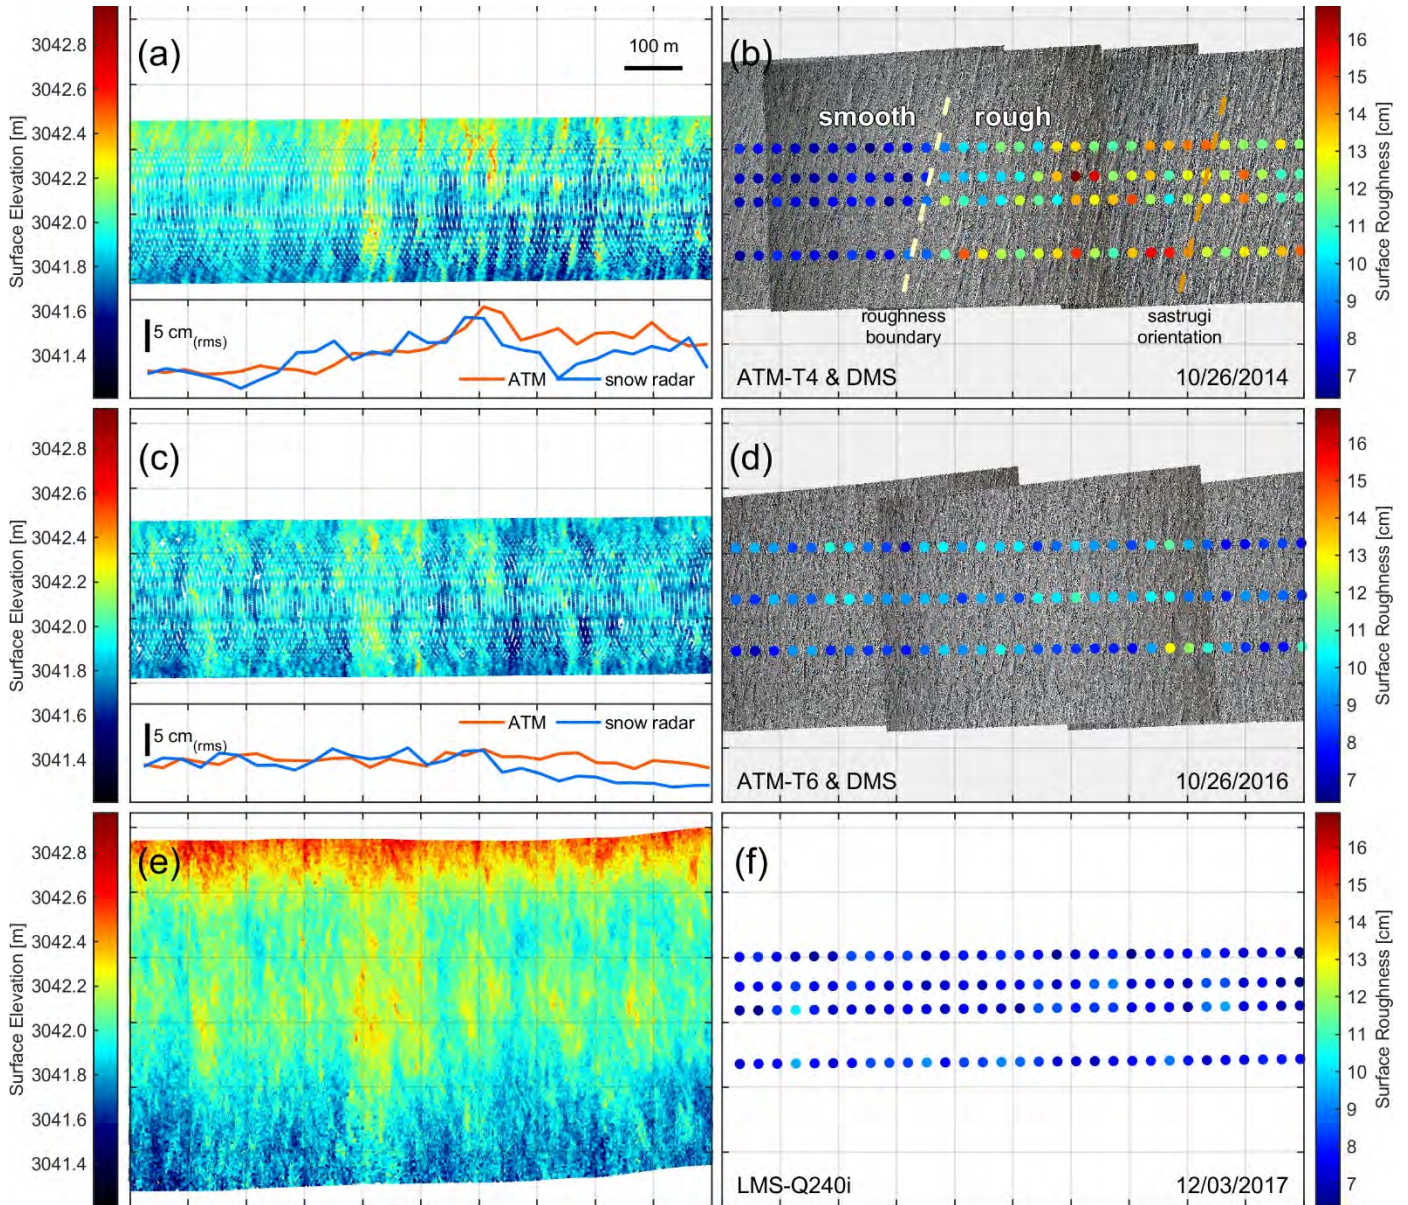 (a)
100 m
Surface Elevation [m]
3042.8
3042.6
3042.4
3042.2
3042.0
3041.8
3041.6
3041.4
5 cm(rms)
ATM
snow radar
(b)
smooth
rough
roughness
boundary
sastrugi
orientation
ATM-T4 & DMS
10/26/2014
16
15
14
13
12
11
10
9
8
7
Surface Roughness [cm]
(c)
Surface Elevation [m]
3042.8
3042.6
3042.4
3042.2
3042.0
3041.8
3041.6
3041.4
5 cm(rms)
ATM
snow radar
(d)
ATM-T6 & DMS
10/26/2016
16
15
14
13
12
11
10
9
8
7
Surface Roughness [cm]
(e)
Surface Elevation [m]
3042.8
3042.6
3042.4
3042.2
3042.0
3041.8
3041.6
3041.4
(f)
LMS-Q240i
12/03/2017
16
15
14
13
12
11
10
9
8
7
Surface Roughness [cm]